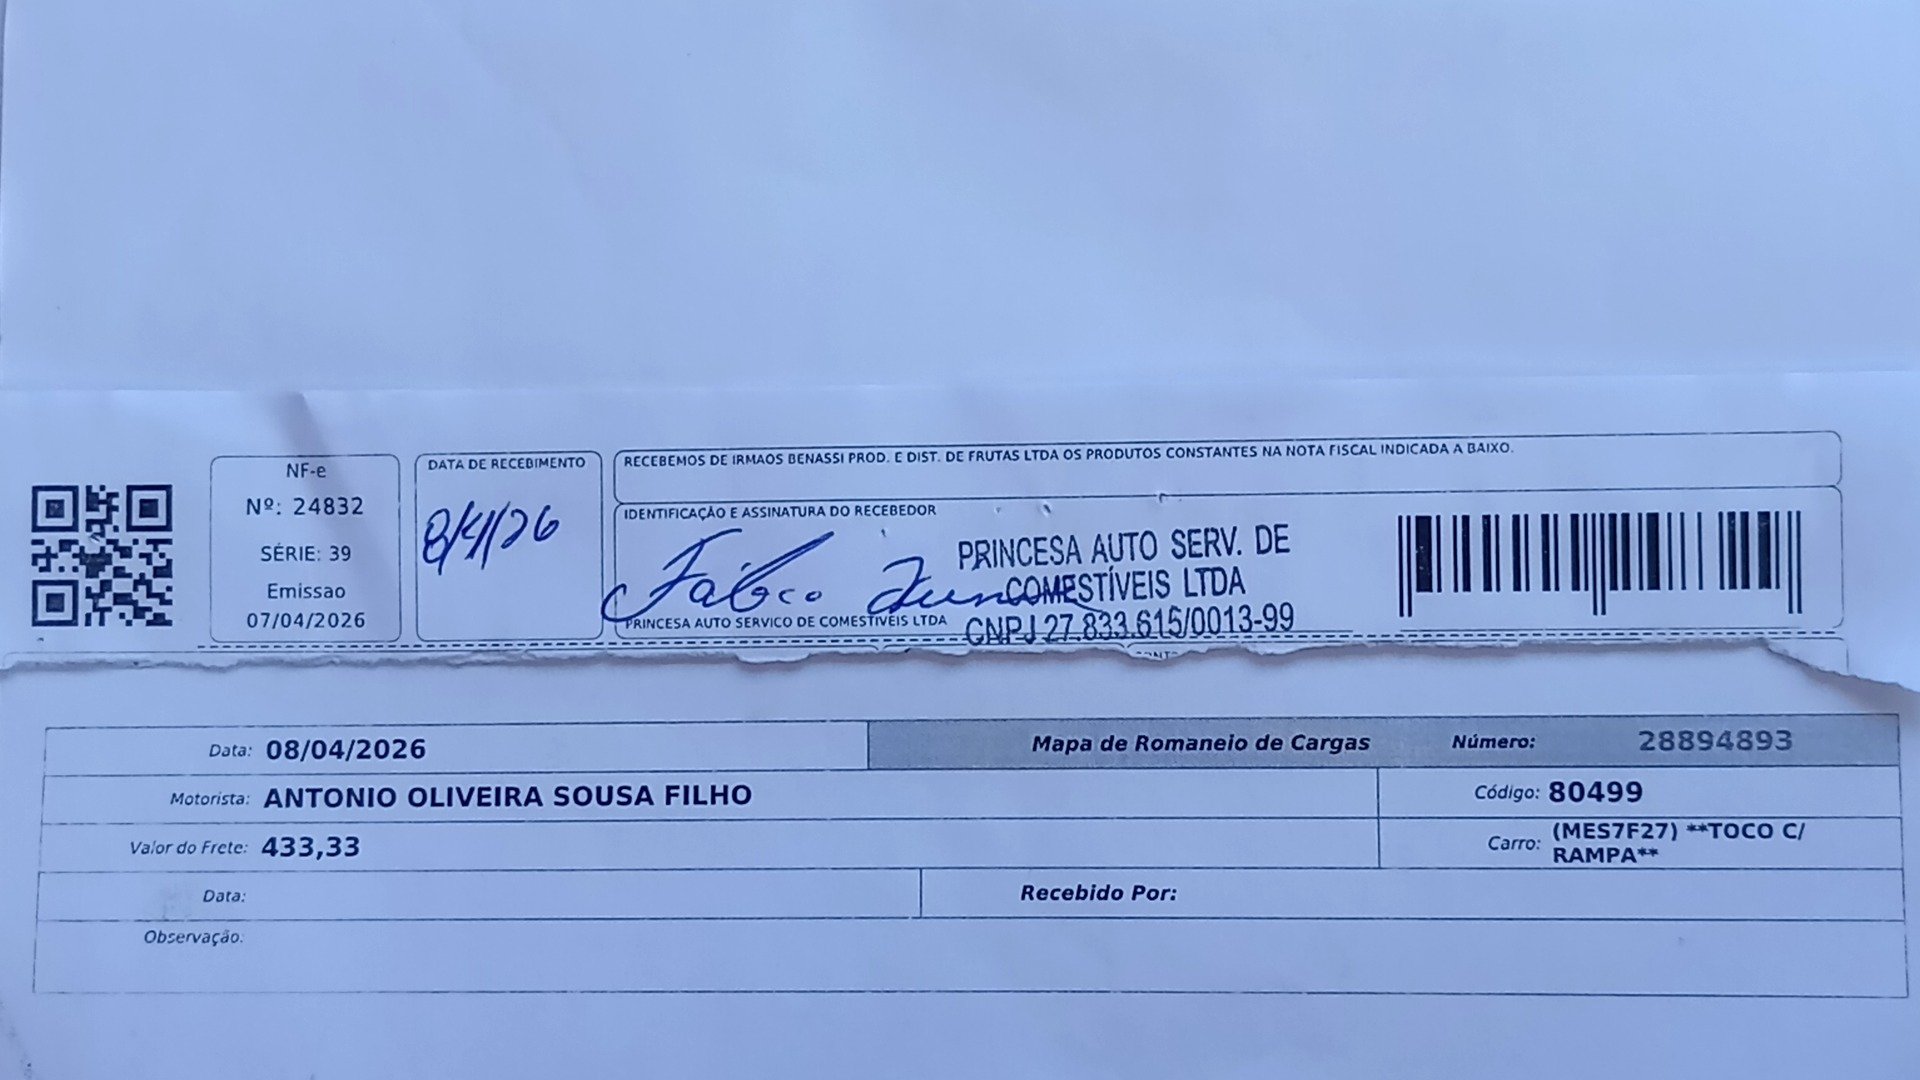 NF-e
Nº: 24832
SÉRIE: 39
Emissao
07/04/2026
DATA DE RECEBIMENTO
8/4/26
RECEBEMOS DE IRMAOS BENASSI PROD. E DIST. DE FRUTAS LTDA OS PRODUTOS CONSTANTES NA NOTA FISCAL INDICADA A BAIXO.
IDENTIFICAÇÃO E ASSINATURA DO RECEBEDOR
Fábio
PRINCESA AUTO SERVICO DE COMESTIVEIS LTDA
PRINCESA AUTO SERV. DE
COMESTÍVEIS LTDA
CNPJ 27.833.615/0013-99
Data: 08/04/2026
Mapa de Romaneio de Cargas
Número: 28894893
Motorista: ANTONIO OLIVEIRA SOUSA FILHO
Código: 80499
Valor do Frete: 433,33
Carro: (MES7F27) **TOCO C/
RAMPA**
Data:
Recebido Por:
Observação: